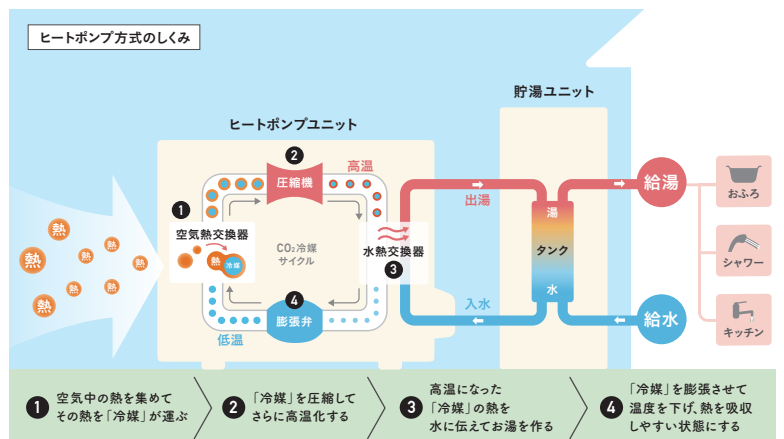 ヒートポンプ方式のしくみ
貯湯ユニット
ヒートポンプユニット
2
圧縮機
高温
1
空気熱交換器
熱
冷媒
CO₂冷媒
サイクル
水熱交換器
3
4
膨張弁
低温
熱
熱
熱
熱
熱
熱
熱
熱
出湯
入水
湯
タンク
水
給湯
給水
おふろ
シャワー
キッチン
1
空気中の熱を集めて
その熱を「冷媒」が運ぶ
2
「冷媒」を圧縮して
さらに高温化する
3
高温になった
「冷媒」の熱を
水に伝えてお湯を作る
4
「冷媒」を膨張させて
温度を下げ、熱を吸収
しやすい状態にする